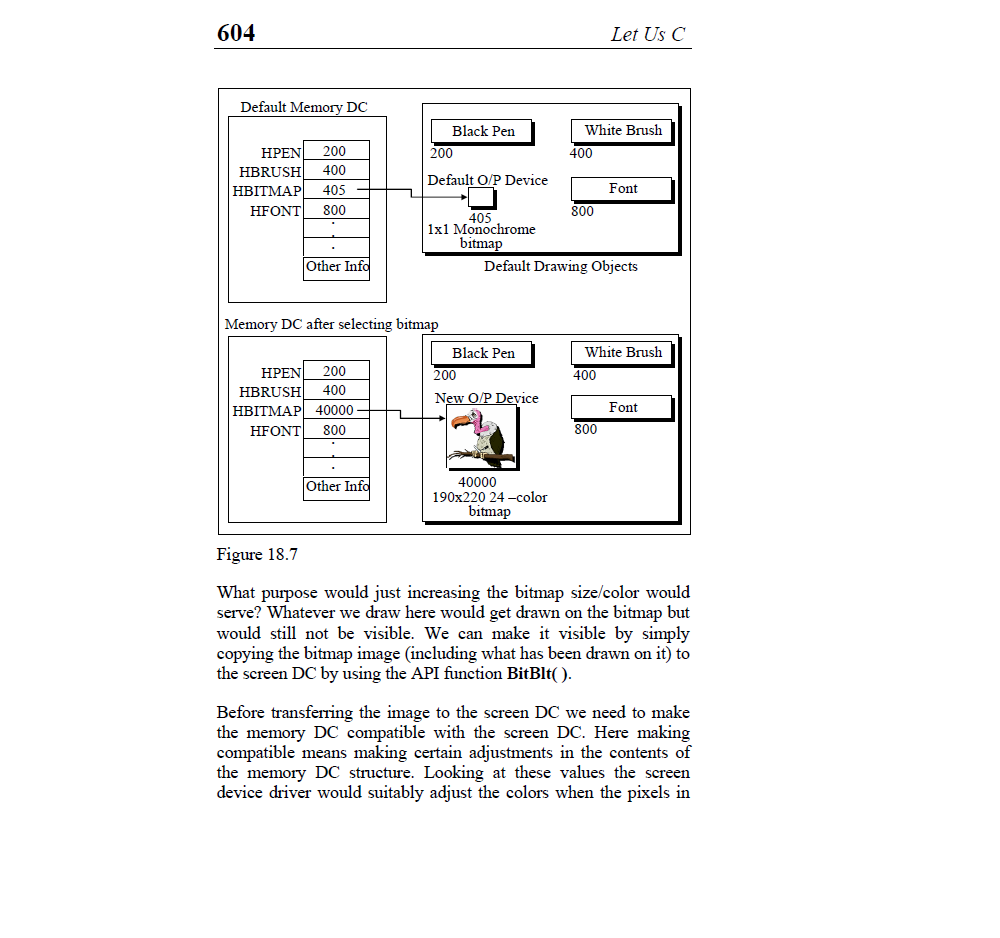 604
Let Us C
Default Memory DC
HPEN 200
HBRUSH 400
HBITMAP 405
HFONT 800
.
.
.
Other Info
Black Pen
200
White Brush
400
Default O/P Device
405
1x1 Monochrome
bitmap
Font
800
Default Drawing Objects
Memory DC after selecting bitmap
HPEN 200
HBRUSH 400
HBITMAP 40000
HFONT 800
.
.
.
Other Info
Black Pen
200
White Brush
400
New O/P Device
40000
190x220 24 –color
bitmap
Font
800
Figure 18.7
What purpose would just increasing the bitmap size/color would
serve? Whatever we draw here would get drawn on the bitmap but
would still not be visible. We can make it visible by simply
copying the bitmap image (including what has been drawn on it) to
the screen DC by using the API function BitBlt( ).
Before transferring the image to the screen DC we need to make
the memory DC compatible with the screen DC. Here making
compatible means making certain adjustments in the contents of
the memory DC structure. Looking at these values the screen
device driver would suitably adjust the colors when the pixels in